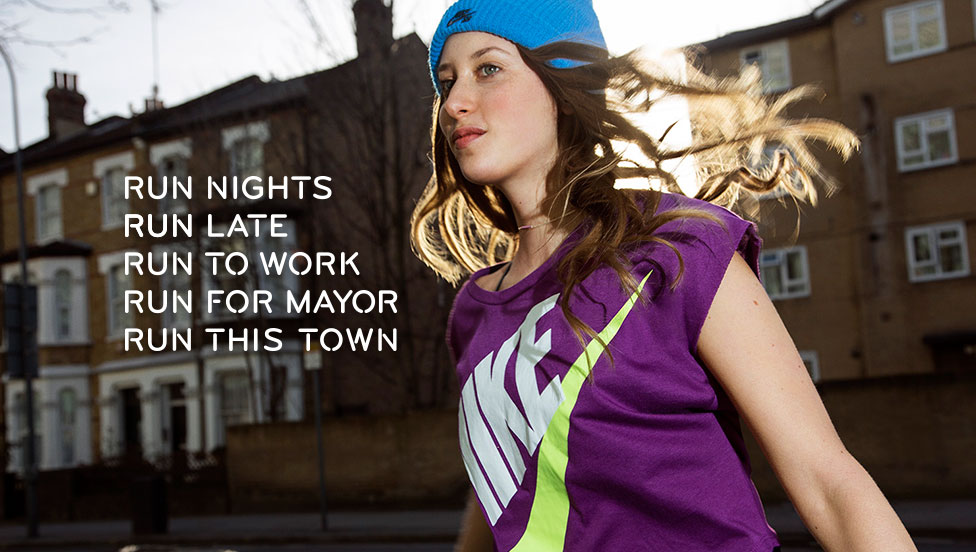 RUN NIGHTS
RUN LATE
RUN TO WORK
RUN FOR MAYOR
RUN THIS TOWN
NIKE